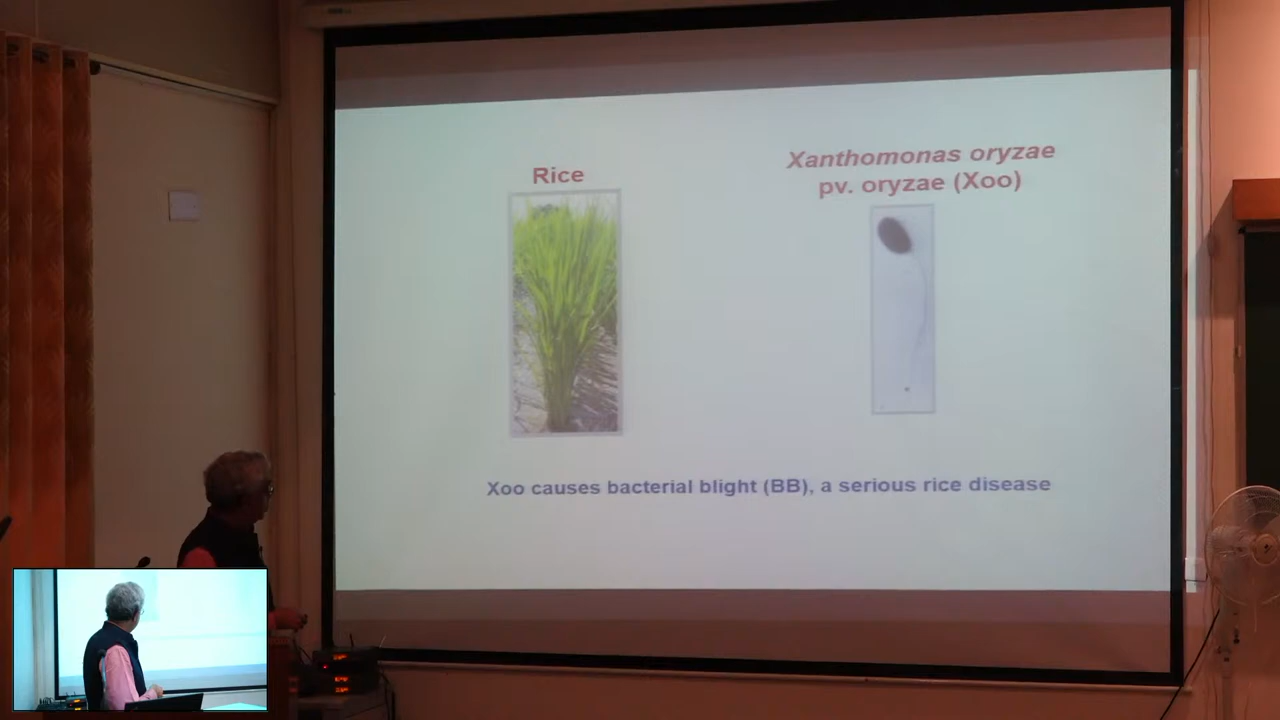 Rice
Xanthomonas oryzae
pv. oryzae (Xoo)
Xoo causes bacterial blight (BB), a serious rice disease